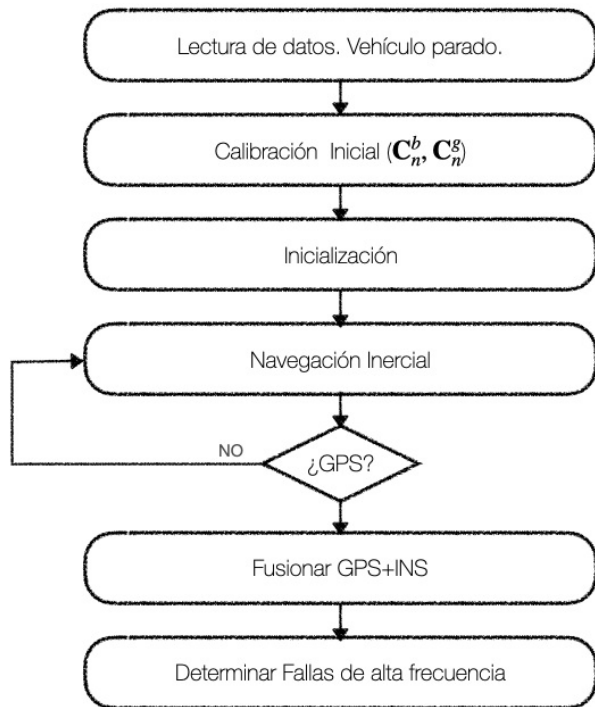 Lectura de datos. Vehículo parado.
Calibración Inicial (C_n^b, C_n^g)
Inicialización
Navegación Inercial
NO
¿GPS?
Fusionar GPS+INS
Determinar Fallas de alta frecuencia